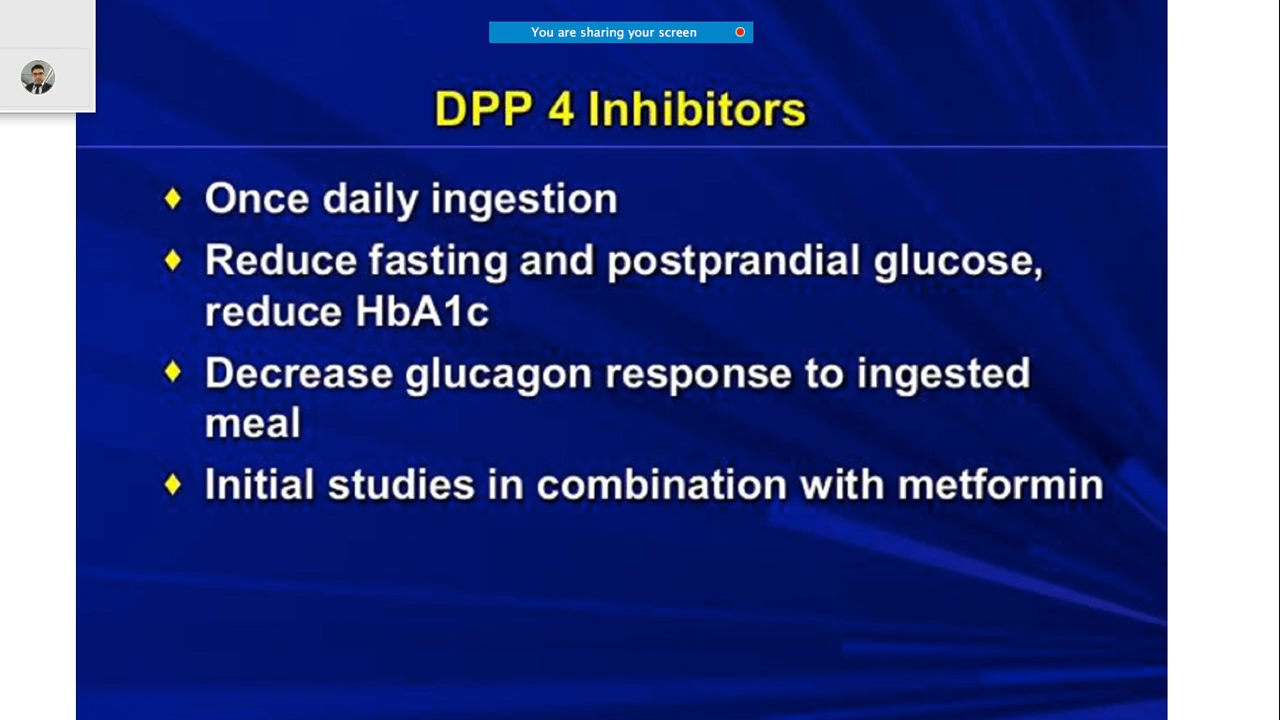 You are sharing your screen
DPP 4 Inhibitors
Once daily ingestion
Reduce fasting and postprandial glucose,
reduce HbA1c
Decrease glucagon response to ingested
meal
Initial studies in combination with metformin